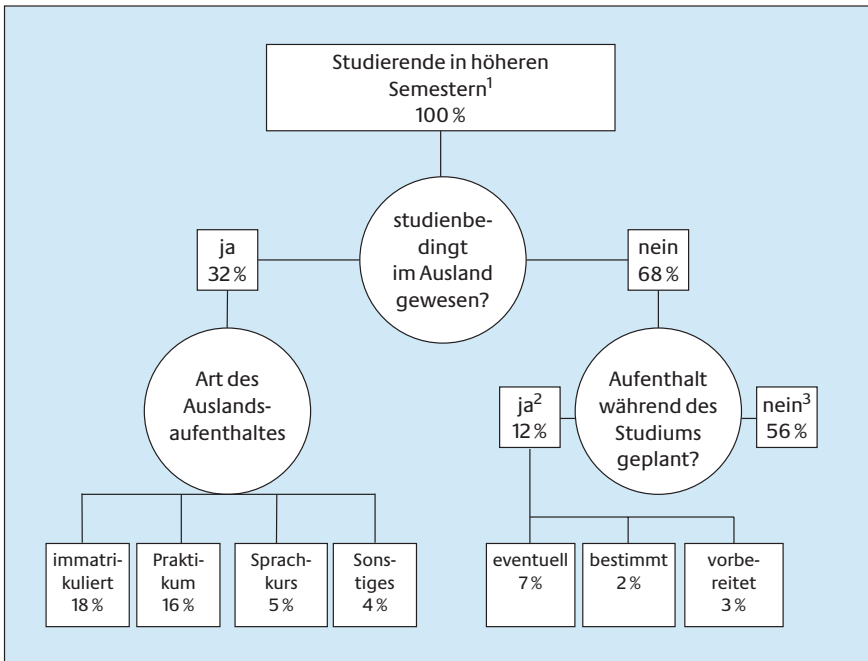 Studierende in höheren
Semestern¹
100 %
studienbe-
dingt
im Ausland
gewesen?
ja
32 %
nein
68 %
Art des
Auslands-
aufenthaltes
Aufenthalt
während des
Studiums
geplant?
ja²
12 %
nein³
56 %
immatri-
kuliert
18 %
Prakti-
kum
16 %
Sprach-
kurs
5 %
Sons-
tiges
4 %
eventuell
7 %
bestimmt
2 %
vorbe-
reitet
3 %